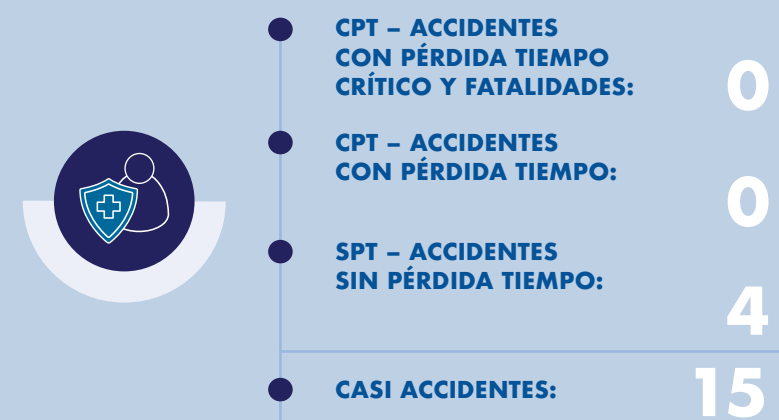 CPT – ACCIDENTES
CON PÉRDIDA TIEMPO
CRÍTICO Y FATALIDADES:
0
CPT – ACCIDENTES
CON PÉRDIDA TIEMPO:
0
SPT – ACCIDENTES
SIN PÉRDIDA TIEMPO:
4
CASI ACCIDENTES:
15